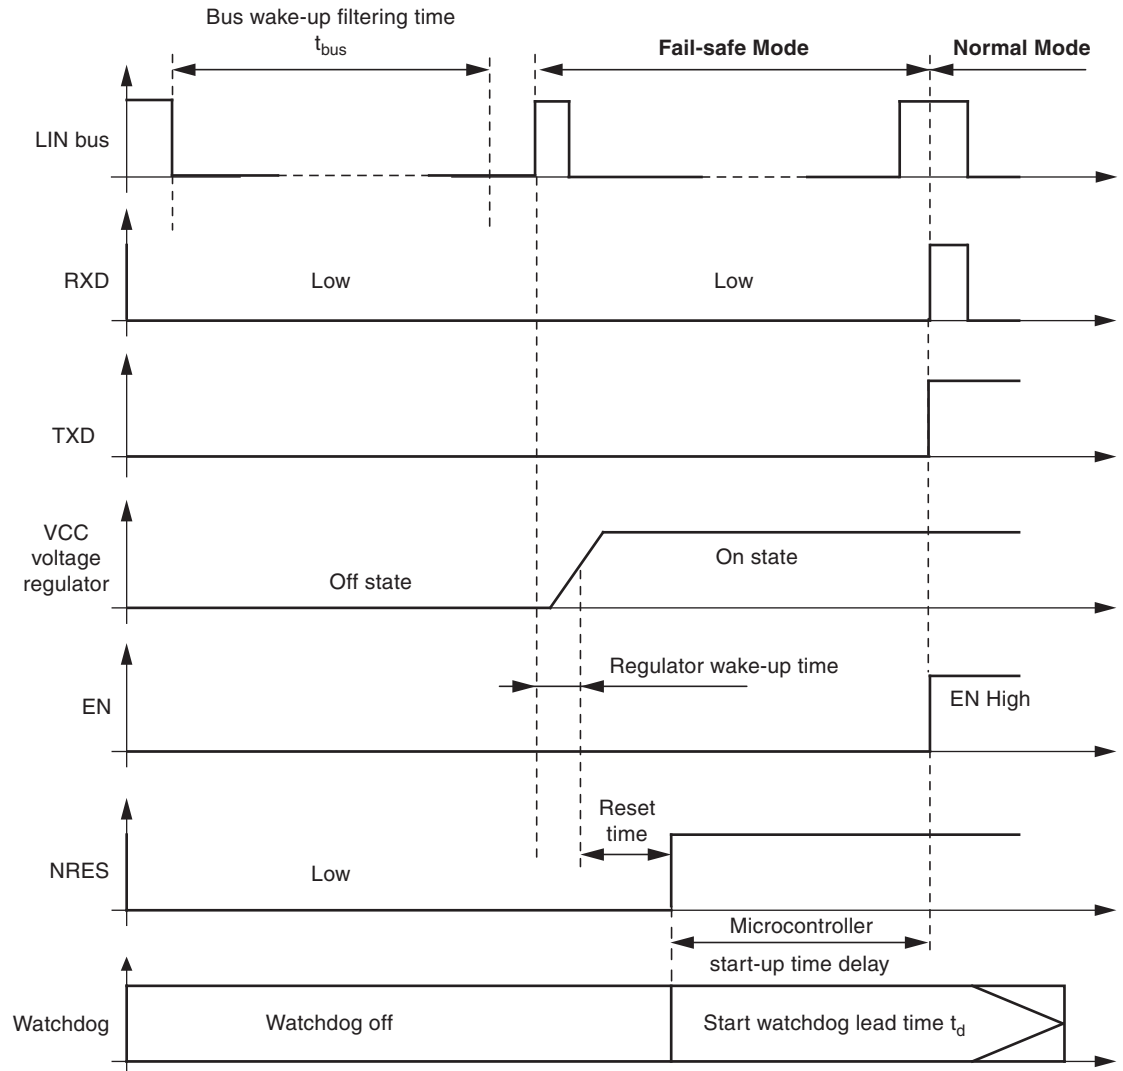 Bus wake-up filtering time
tbus
Fail-safe Mode
Normal Mode
LIN bus
RXD
Low
Low
TXD
VCC
voltage
regulator
Off state
On state
Regulator wake-up time
EN
EN High
Reset
time
NRES
Low
Microcontroller
start-up time delay
Watchdog
Watchdog off
Start watchdog lead time td